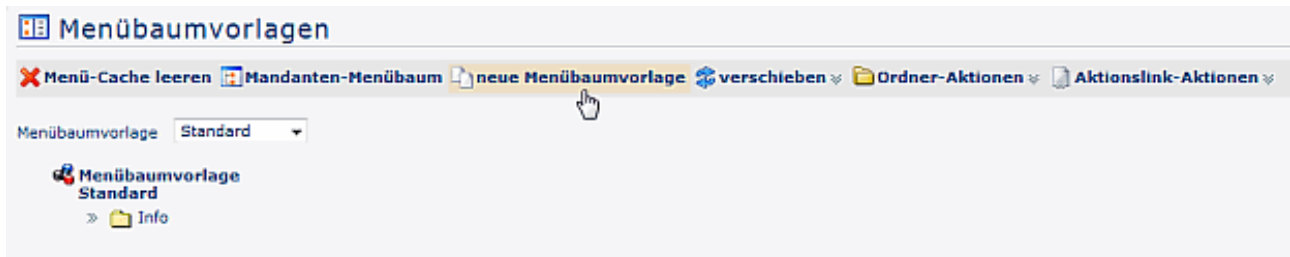 Menübaumvorlagen
Menü-Cache leeren Mandanten-Menübaum neue Menübaumvorlage verschieben Ordner-Aktionen Aktionslink-Aktionen
Menübaumvorlage Standard
Menübaumvorlage
Standard
Info